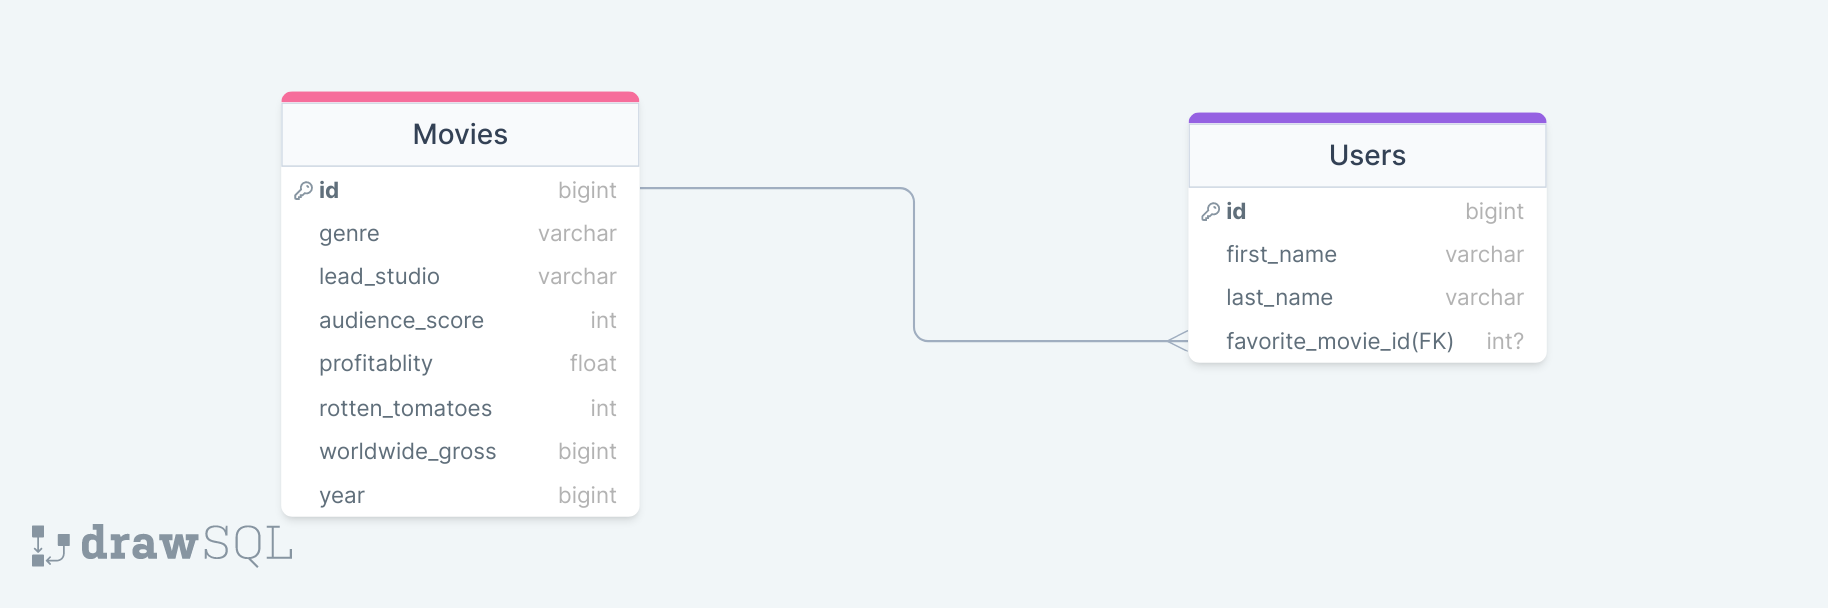 Movies
id bigint
genre varchar
lead_studio varchar
audience_score int
profitablity float
rotten_tomatoes int
worldwide_gross bigint
year bigint
Users
id bigint
first_name varchar
last_name varchar
favorite_movie_id(FK) int?
drawSQL